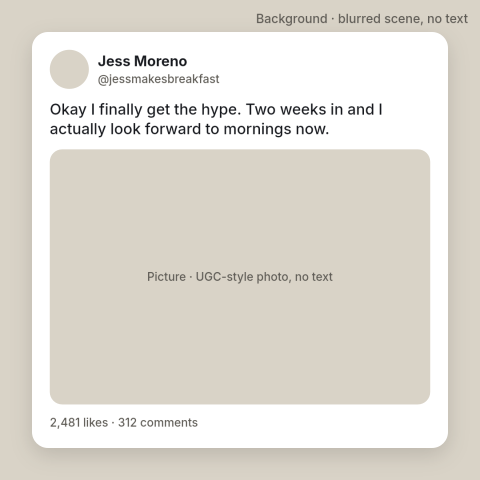 Background · blurred scene, no text
Jess Moreno
@jessmakesbreakfast
Okay I finally get the hype. Two weeks in and I
actually look forward to mornings now.
Picture · UGC-style photo, no text
2,481 likes · 312 comments